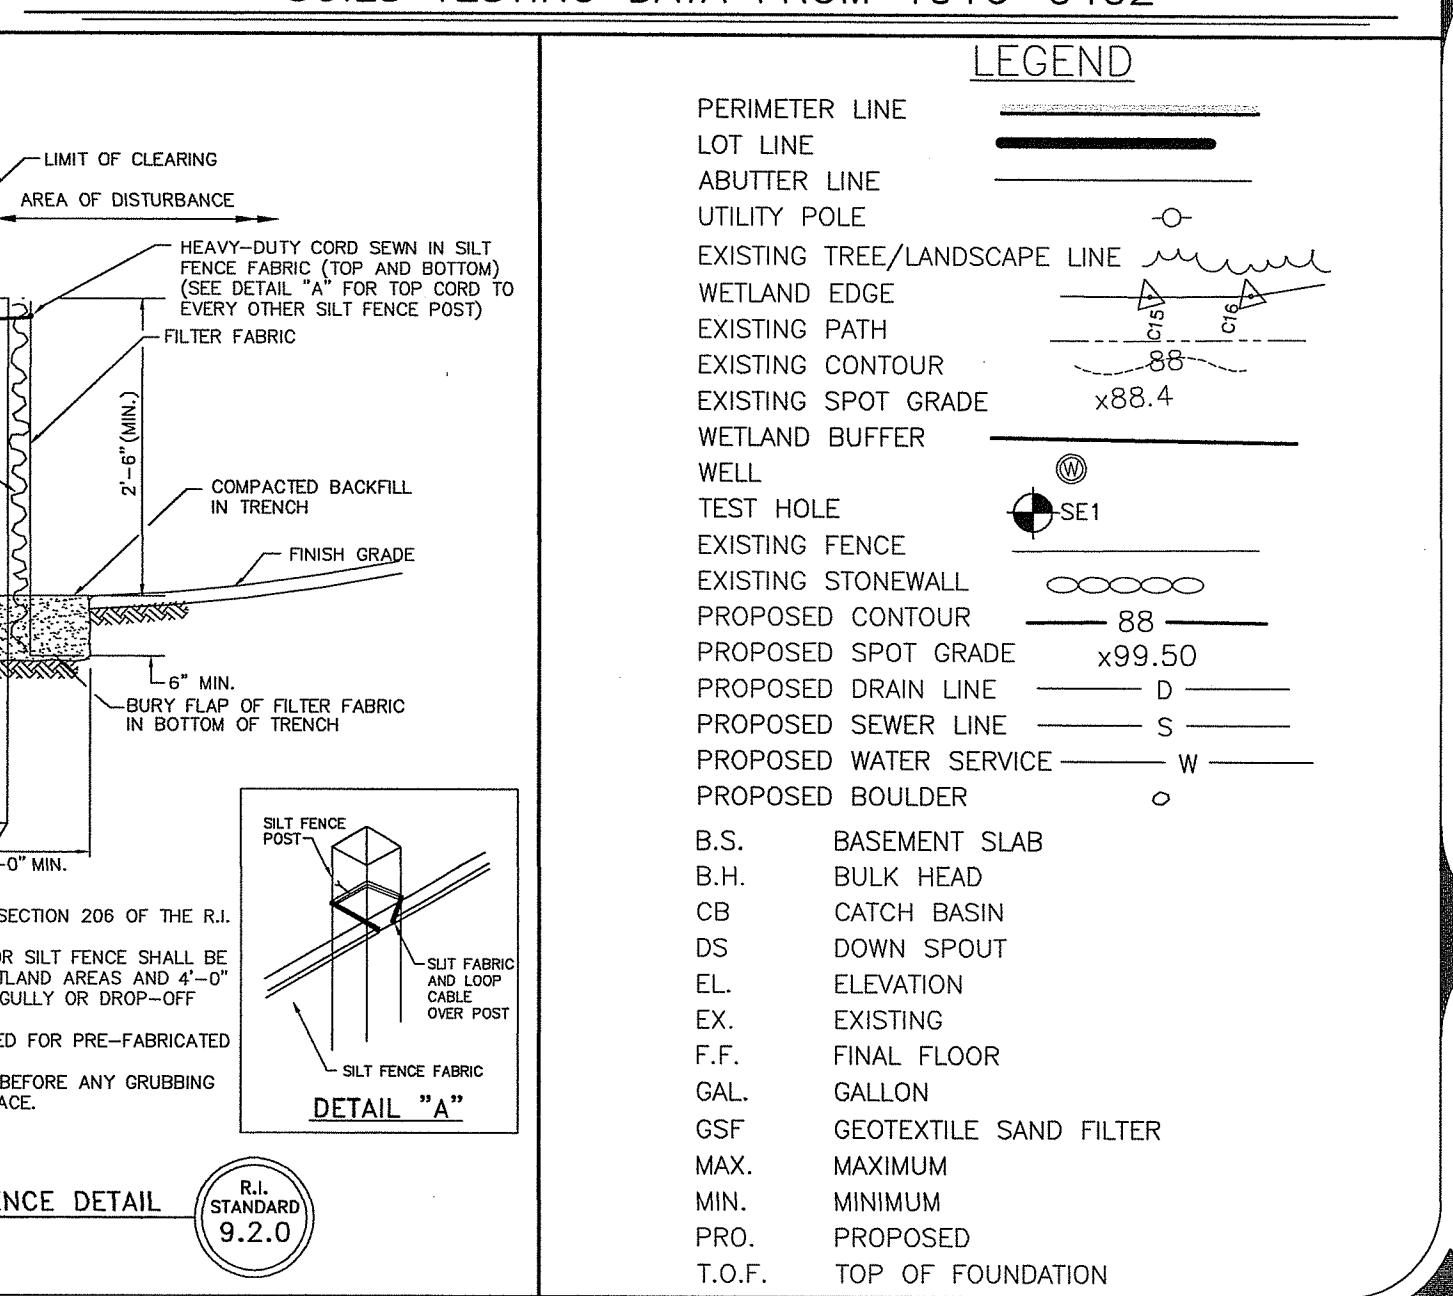 LIMIT OF CLEARING
AREA OF DISTURBANCE
HEAVY-DUTY CORD SEWN IN SILT
FENCE FABRIC (TOP AND BOTTOM)
(SEE DETAIL "A" FOR TOP CORD TO
EVERY OTHER SILT FENCE POST)
FILTER FABRIC
2'-6" (MIN.)
COMPACTED BACKFILL
IN TRENCH
FINISH GRADE
6" MIN.
BURY FLAP OF FILTER FABRIC
IN BOTTOM OF TRENCH
-0" MIN.
SECTION 206 OF THE R.I.
OR SILT FENCE SHALL BE
TLAND AREAS AND 4'-0"
GULLY OR DROP-OFF
ED FOR PRE-FABRICATED
BEFORE ANY GRUBBING
ACE.
SILT FENCE
POST
SLIT FABRIC
AND LOOP
CABLE
OVER POST
SILT FENCE FABRIC
DETAIL "A"
ENCE DETAIL
R.I.
STANDARD
9.2.0
LEGEND
PERIMETER LINE
LOT LINE
ABUTTER LINE
UTILITY POLE
EXISTING TREE/LANDSCAPE LINE
WETLAND EDGE C15 C16
EXISTING PATH
EXISTING CONTOUR 88
EXISTING SPOT GRADE x88.4
WETLAND BUFFER
WELL W
TEST HOLE SE1
EXISTING FENCE
EXISTING STONEWALL
PROPOSED CONTOUR 88
PROPOSED SPOT GRADE x99.50
PROPOSED DRAIN LINE D
PROPOSED SEWER LINE S
PROPOSED WATER SERVICE W
PROPOSED BOULDER
B.S. BASEMENT SLAB
B.H. BULK HEAD
CB CATCH BASIN
DS DOWN SPOUT
EL. ELEVATION
EX. EXISTING
F.F. FINAL FLOOR
GAL. GALLON
GSF GEOTEXTILE SAND FILTER
MAX. MAXIMUM
MIN. MINIMUM
PRO. PROPOSED
T.O.F. TOP OF FOUNDATION